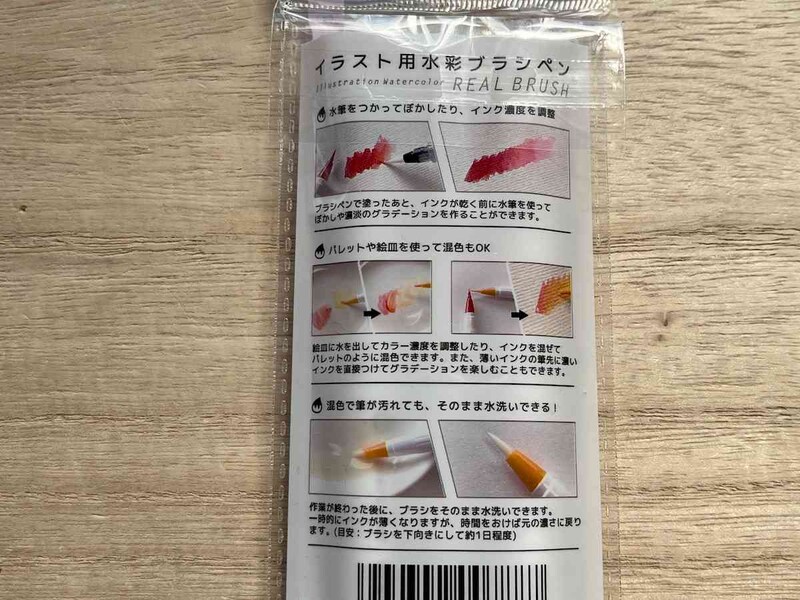 イラスト用水彩ブラシペン
Illustration Watercolor REAL BRUSH
水筆をつかってぼかしたり、インク濃度を調整
ブラシペンで塗ったあと、インクが乾く前に水筆を使って
ぼかしや濃淡のグラデーションを作ることができます。
パレットや絵皿を使って混色もOK
絵皿に水を出してカラー濃度を調整したり、インクを混ぜて
パレットのように混色できます。また、薄いインクの筆先に濃い
インクを直接つけてグラデーションを楽しむこともできます。
混色で筆が汚れても、そのまま水洗いできる!
作業が終わった後に、ブラシをそのまま水洗いできます。
一時的にインクが薄くなりますが、時間をおけば元の濃さに戻り
ます。(目安:ブラシを下向きにして約1日程度)